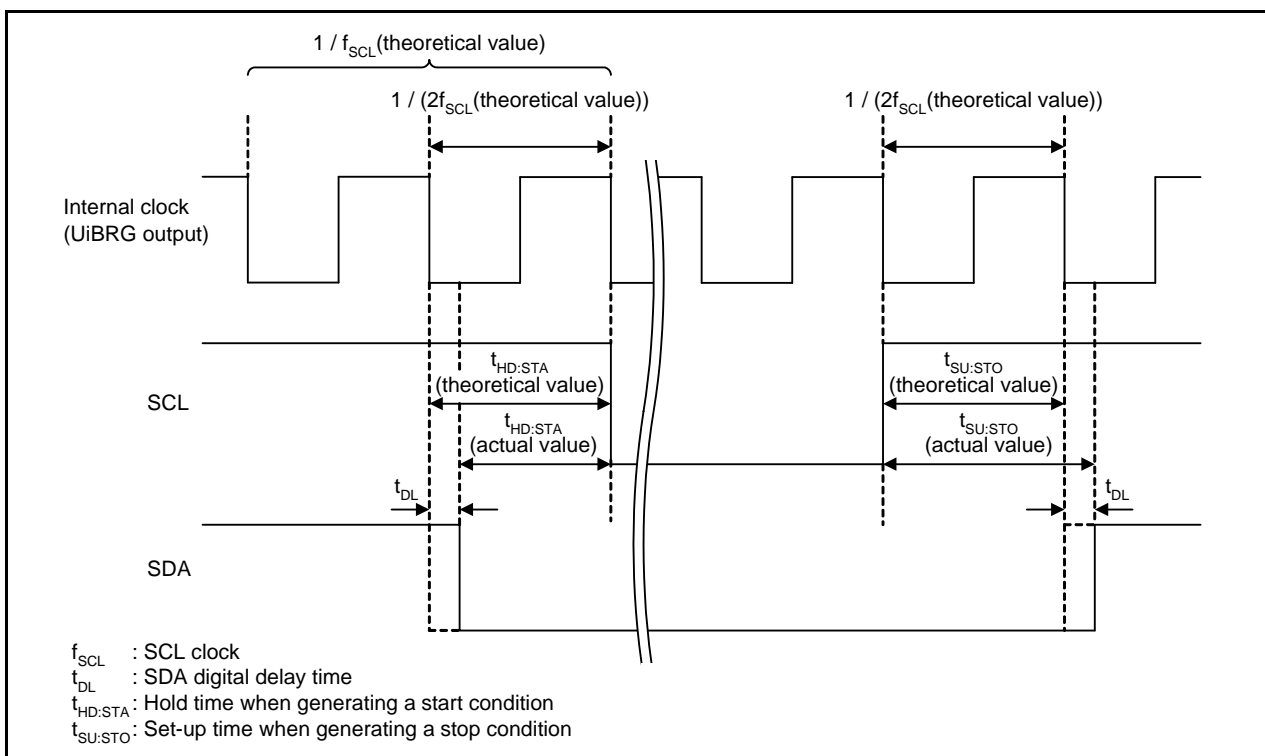 1 / fSCL(theoretical value)
1 / (2fSCL(theoretical value))
1 / (2fSCL(theoretical value))
Internal clock
(UiBRG output)
SCL
tHD:STA
(theoretical value)
tHD:STA
(actual value)
tSU:STO
(theoretical value)
tSU:STO
(actual value)
tDL
tDL
SDA
fSCL : SCL clock
tDL : SDA digital delay time
tHD:STA : Hold time when generating a start condition
tSU:STO : Set-up time when generating a stop condition